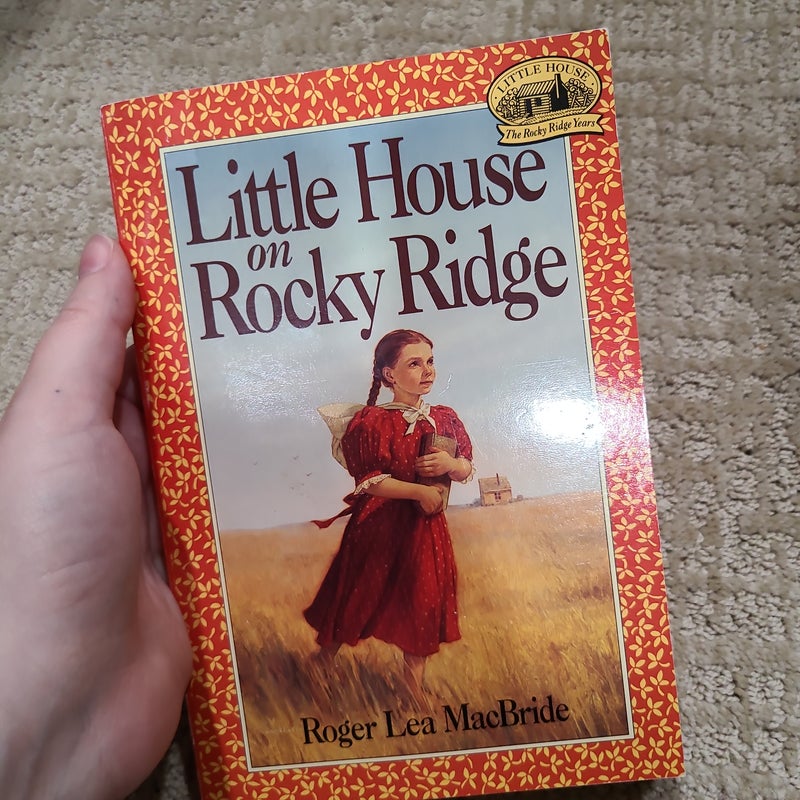 LITTLE HOUSE
The Rocky Ridge Years
Little House
on
Rocky Ridge
Roger Lea MacBride